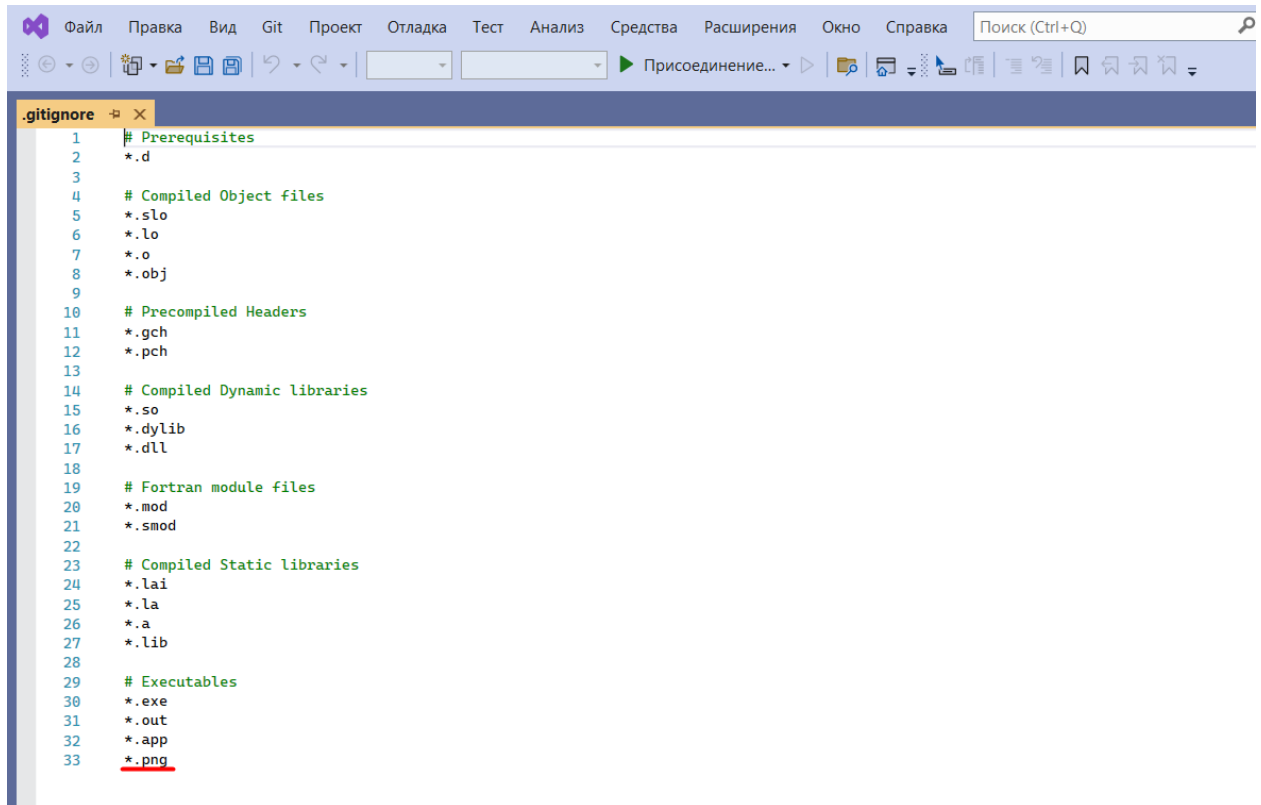 Файл Правка Вид Git Проект Отладка Тест Анализ Средства Расширения Окно Справка Поиск (Ctrl+Q)
Присоединение...
.gitignore
1 # Prerequisites
2 *.d
3
4 # Compiled Object files
5 *.slo
6 *.lo
7 *.o
8 *.obj
9
10 # Precompiled Headers
11 *.gch
12 *.pch
13
14 # Compiled Dynamic libraries
15 *.so
16 *.dylib
17 *.dll
18
19 # Fortran module files
20 *.mod
21 *.smod
22
23 # Compiled Static libraries
24 *.lai
25 *.la
26 *.a
27 *.lib
28
29 # Executables
30 *.exe
31 *.out
32 *.app
33 *.png